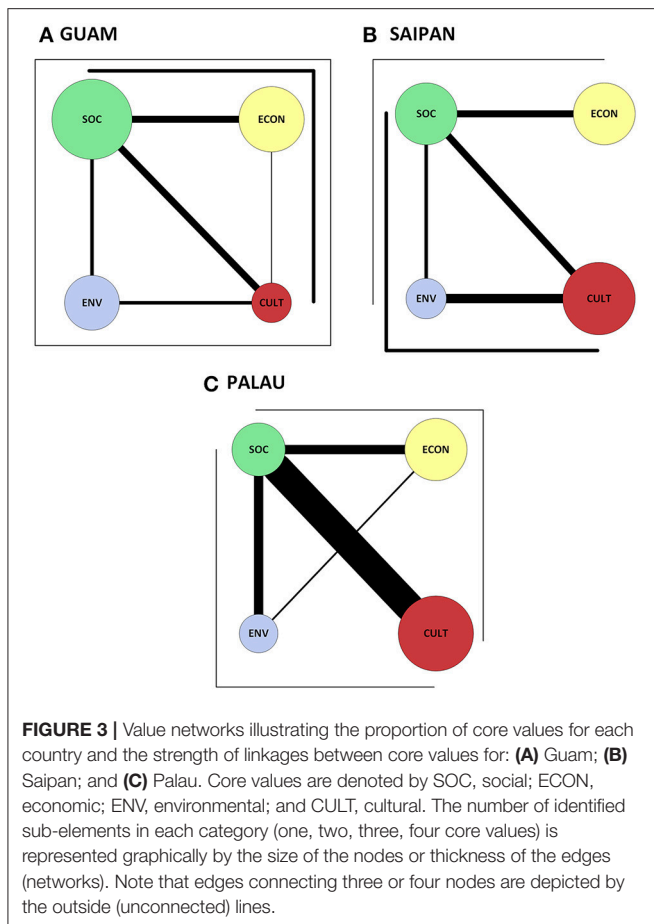 A GUAM
SOC
ECON
ENV
CULT
B SAIPAN
SOC
ECON
ENV
CULT
C PALAU
SOC
ECON
ENV
CULT
FIGURE 3 | Value networks illustrating the proportion of core values for each
country and the strength of linkages between core values for: (A) Guam; (B)
Saipan; and (C) Palau. Core values are denoted by SOC, social; ECON,
economic; ENV, environmental; and CULT, cultural. The number of identified
sub-elements in each category (one, two, three, four core values) is
represented graphically by the size of the nodes or thickness of the edges
(networks). Note that edges connecting three or four nodes are depicted by
the outside (unconnected) lines.